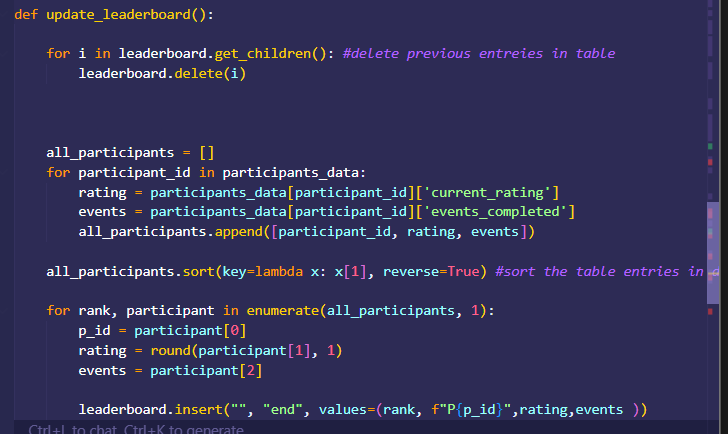 def update_leaderboard():
for i in leaderboard.get_children(): #delete previous entreies in table
leaderboard.delete(i)
all_participants = []
for participant_id in participants_data:
rating = participants_data[participant_id]['current_rating']
events = participants_data[participant_id]['events_completed']
all_participants.append([participant_id, rating, events])
all_participants.sort(key=lambda x: x[1], reverse=True) #sort the table entries in
for rank, participant in enumerate(all_participants, 1):
p_id = participant[0]
rating = round(participant[1], 1)
events = participant[2]
leaderboard.insert("", "end", values=(rank, f"P{p_id}",rating,events ))
Ctrl+L to chat, Ctrl+K to generate